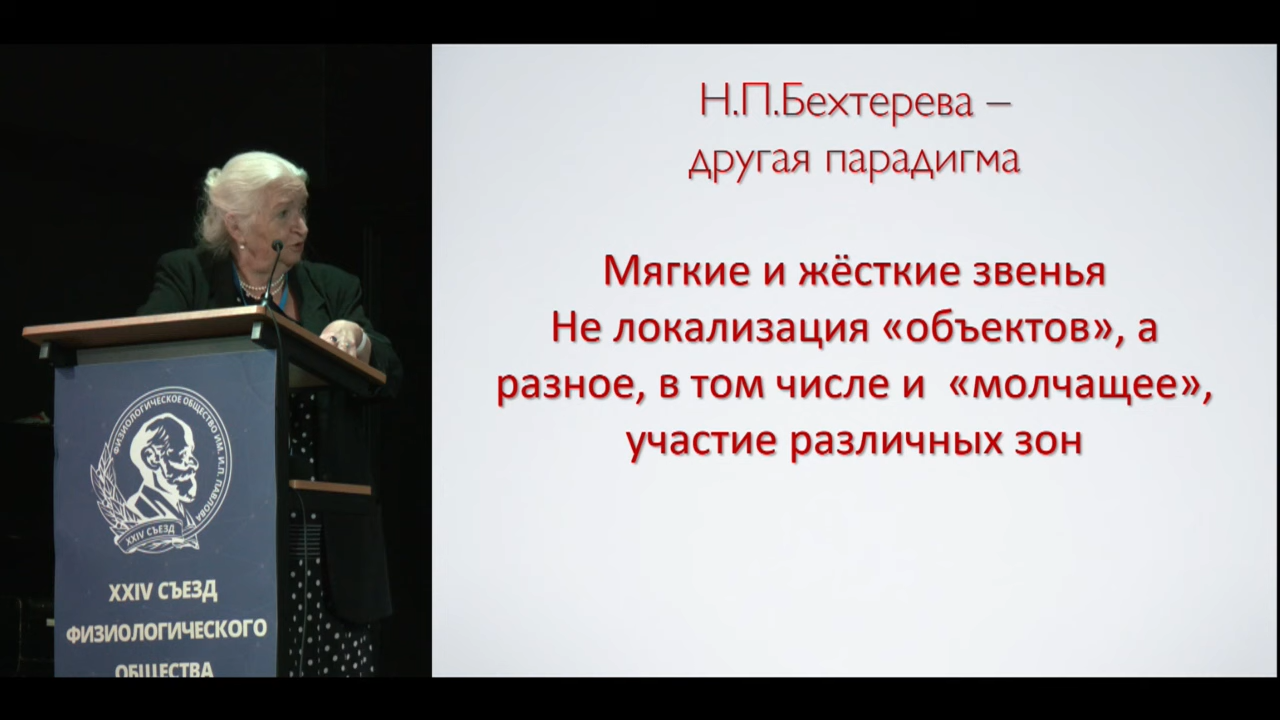 Н.П.Бехтерева –
другая парадигма
Мягкие и жёсткие звенья
Не локализация «объектов», а
разное, в том числе и «молчащее»,
участие различных зон
ФИЗИОЛОГИЧЕСКОЕ ОБЩЕСТВО ИМ. И.П. ПАВЛОВА
XXIV СЪЕЗД
XXIV СЪЕЗД
ФИЗИОЛОГИЧЕСКОГО
ОБЩЕСТВА